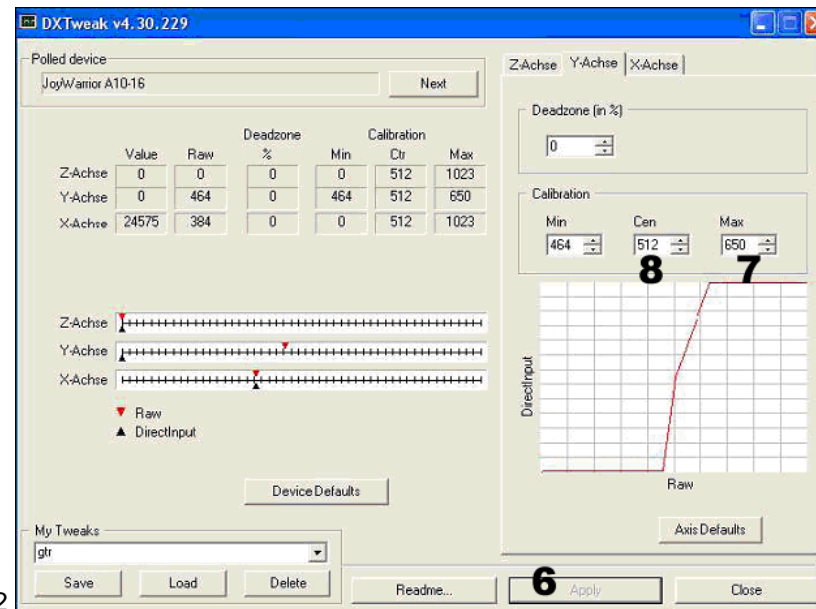 DXTweak v4.30.229
Polled device
JoyWarrior A10-16
Next
Deadzone Calibration
Value Raw % Min Ctr Max
Z-Achse 0 0 0 0 512 1023
Y-Achse 0 464 0 464 512 650
X-Achse 24575 384 0 0 512 1023
Z-Achse
Y-Achse
X-Achse
Raw
DirectInput
Device Defaults
My Tweaks
gtr
Save Load Delete
Z-Achse Y-Achse X-Achse
Deadzone (in %)
0
Calibration
Min Cen Max
464 512 650
8 7
DirectInput
Raw
Axis Defaults
Readme... 6 Apply Close
2